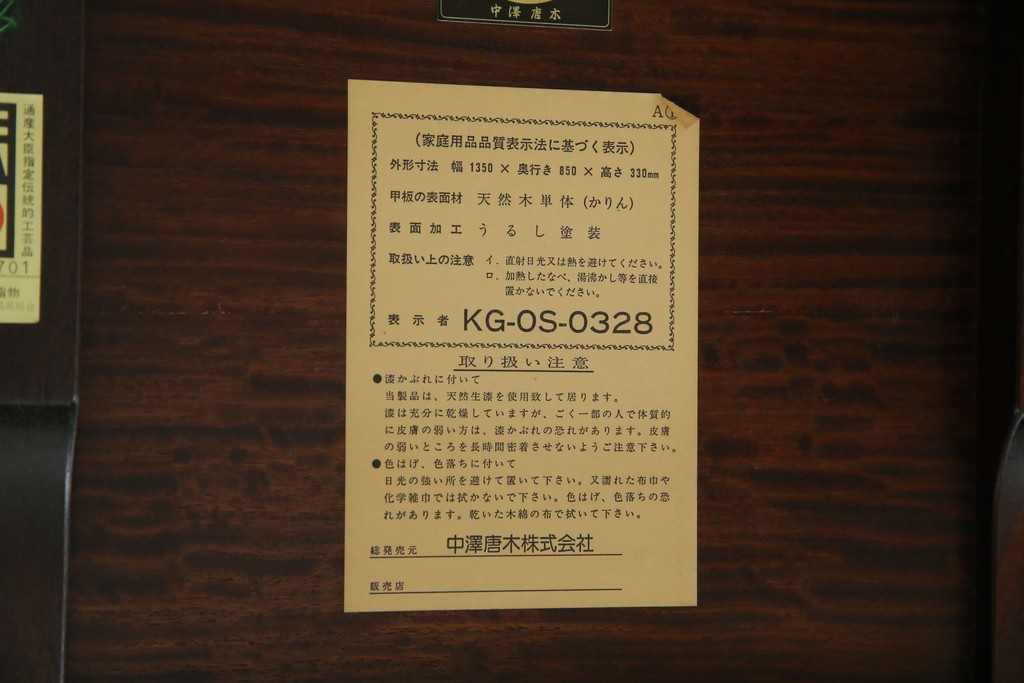 中澤唐木
通産大臣指定伝統的工芸品
701
指物
(家庭用品品質表示法に基づく表示)
外形寸法 幅 1350 × 奥行き 850 × 高さ 330mm
甲板の表面材 天然木単体(かりん)
表面加工 うるし塗装
取扱い上の注意 イ. 直射日光又は熱を避けてください。
ロ. 加熱したなべ、湯沸かし等を直接
置かないでください。
表示者 KG-OS-0328
取り扱い注意
●漆かぶれに付いて
当製品は、天然生漆を使用致して居ります。
漆は充分に乾燥していますが、ごく一部の人で体質的
に皮膚の弱い方は、漆かぶれの恐れがあります。皮膚
の弱いところを長時間密着させないようご注意下さい。
●色はげ、色落ちに付いて
日光の強い所を避けて置いて下さい。又濡れた布巾や
化学雑巾では拭かないで下さい。色はげ、色落ちの恐
れがあります。乾いた木綿の布で拭いて下さい。
総発売元 中澤唐木株式会社
販売店